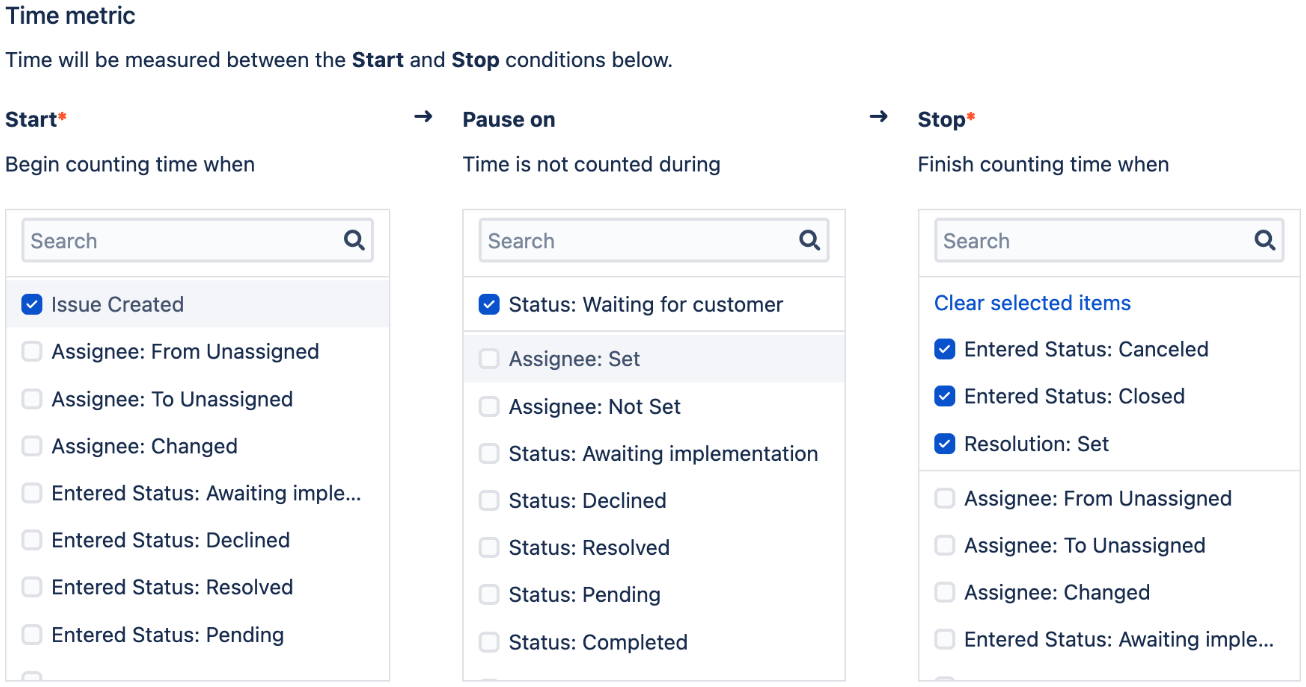 Time metric
Time will be measured between the Start and Stop conditions below.
Start*
→
Pause on
→
Stop*
Begin counting time when
Time is not counted during
Finish counting time when
Search
Issue Created
Assignee: From Unassigned
Assignee: To Unassigned
Assignee: Changed
Entered Status: Awaiting imple...
Entered Status: Declined
Entered Status: Resolved
Entered Status: Pending
Search
Status: Waiting for customer
Assignee: Set
Assignee: Not Set
Status: Awaiting implementation
Status: Declined
Status: Resolved
Status: Pending
Status: Completed
Search
Clear selected items
Entered Status: Canceled
Entered Status: Closed
Resolution: Set
Assignee: From Unassigned
Assignee: To Unassigned
Assignee: Changed
Entered Status: Awaiting imple...